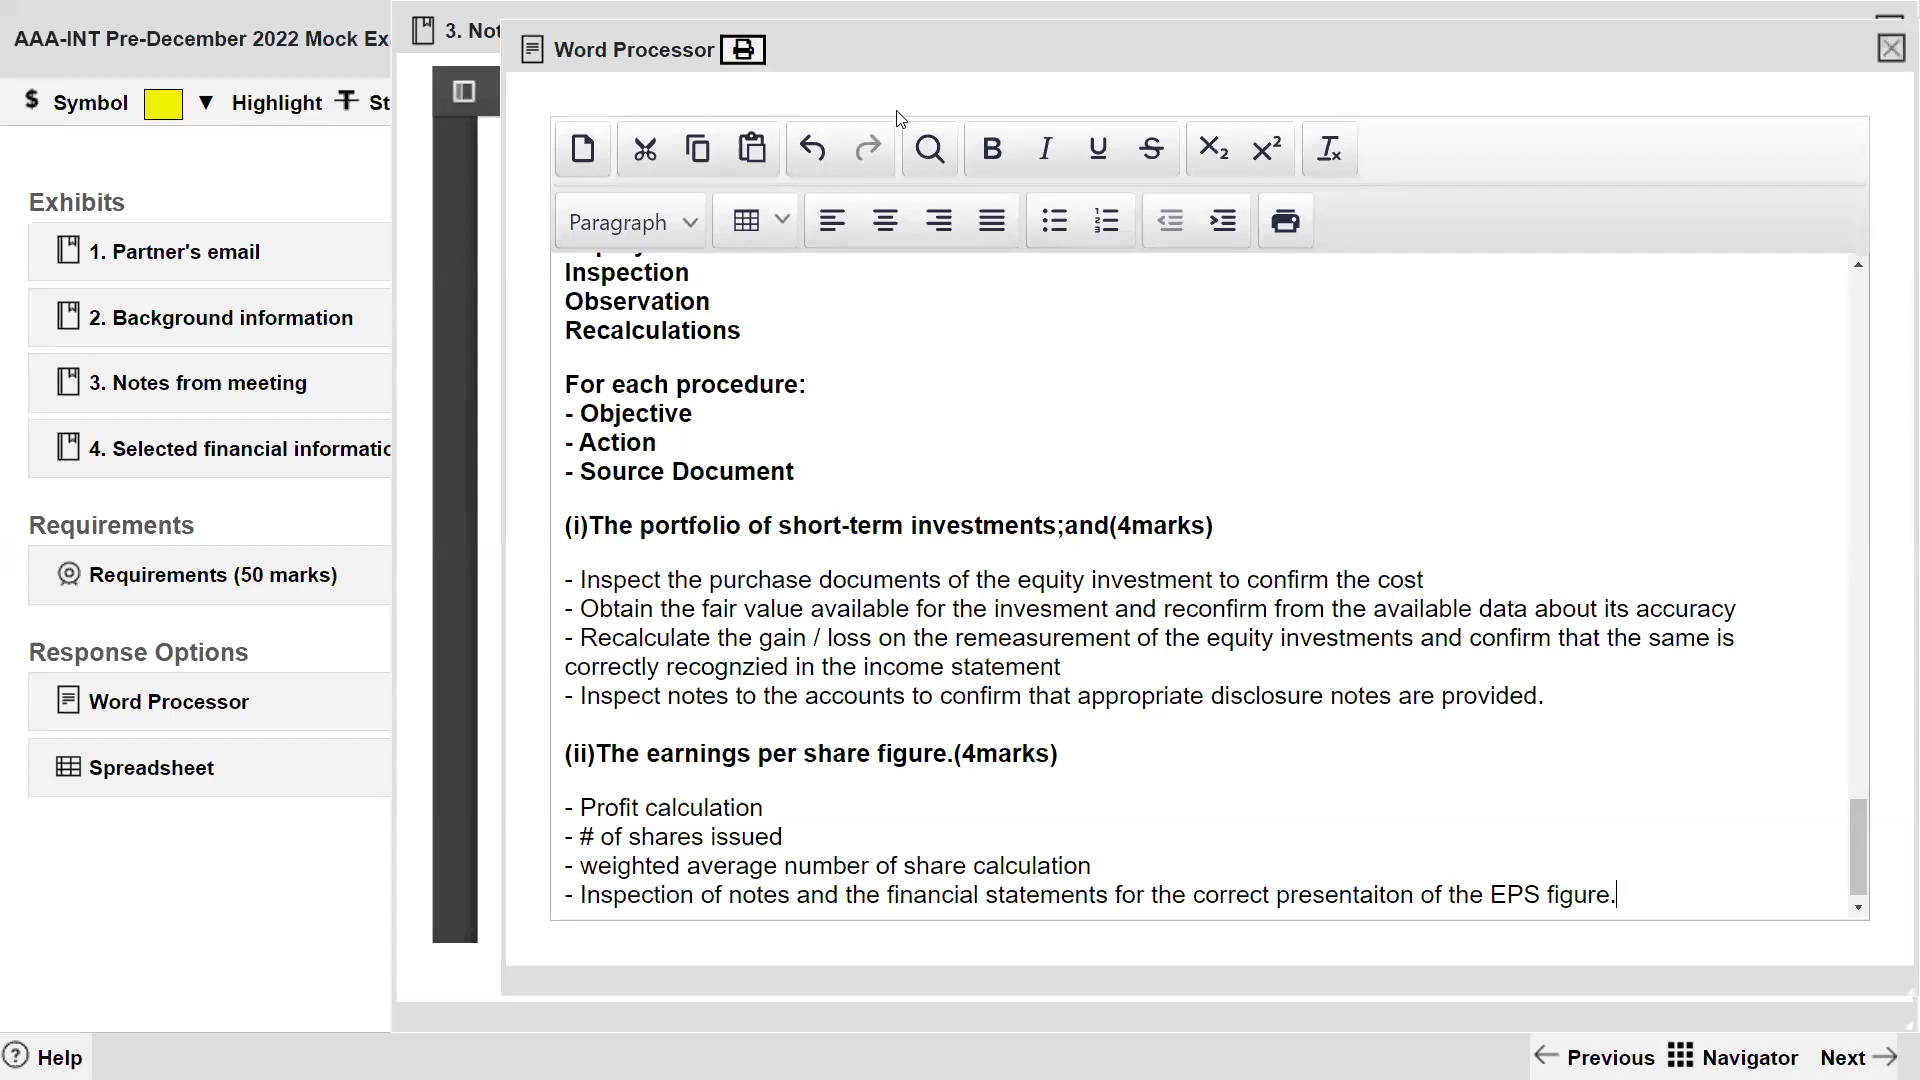 AAA-INT Pre-December 2022 Mock Ex
3. Not
Word Processor
$ Symbol ▼ Highlight St
B I U S X₂ X² Tx
Paragraph
Exhibits
1. Partner's email
2. Background information
3. Notes from meeting
4. Selected financial informatio
Requirements
Requirements (50 marks)
Response Options
Word Processor
Spreadsheet
Inspection
Observation
Recalculations
For each procedure:
- Objective
- Action
- Source Document
(i)The portfolio of short-term investments;and(4marks)
- Inspect the purchase documents of the equity investment to confirm the cost
- Obtain the fair value available for the invesment and reconfirm from the available data about its accuracy
- Recalculate the gain / loss on the remeasurement of the equity investments and confirm that the same is
correctly recognzied in the income statement
- Inspect notes to the accounts to confirm that appropriate disclosure notes are provided.
(ii)The earnings per share figure.(4marks)
- Profit calculation
- # of shares issued
- weighted average number of share calculation
- Inspection of notes and the financial statements for the correct presentaiton of the EPS figure.
Help
Previous Navigator Next